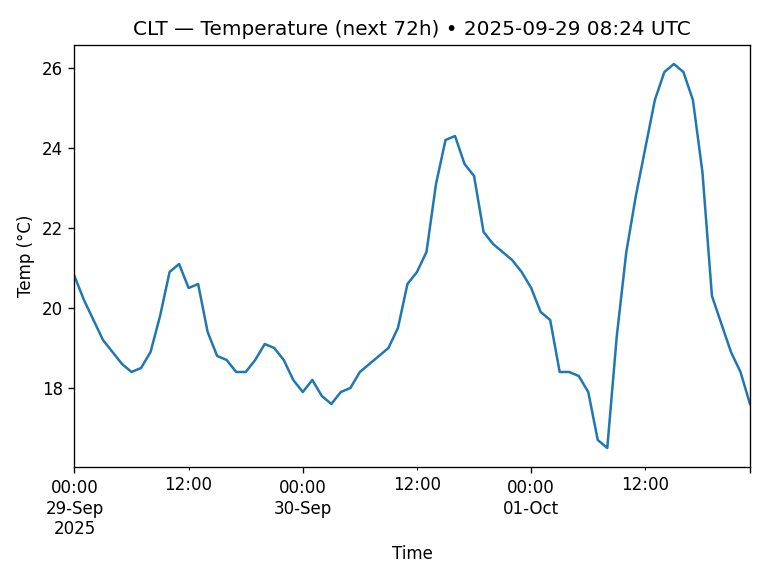 CLT — Temperature (next 72h) • 2025-09-29 08:24 UTC
26
24
22
20
18
Temp (°C)
00:00 12:00 00:00 12:00 00:00 12:00
29-Sep 30-Sep 01-Oct
2025
Time